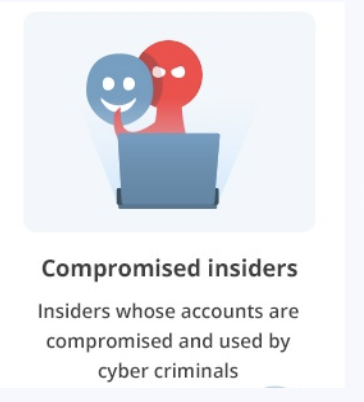 Compromised insiders
Insiders whose accounts are
compromised and used by
cyber criminals